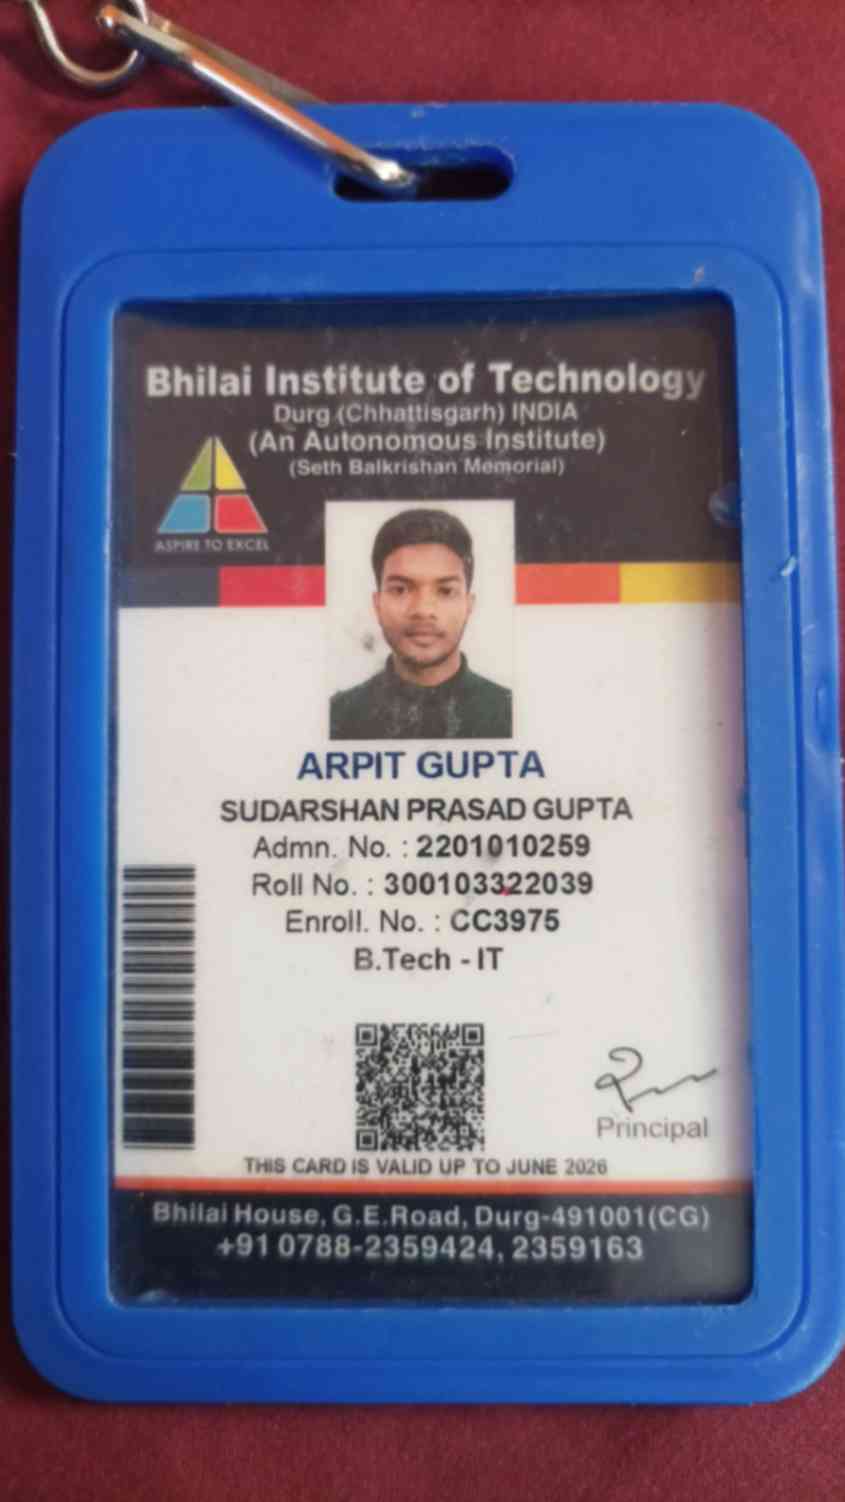 Bhilai Institute of Technology
Durg (Chhattisgarh) INDIA
(An Autonomous Institute)
(Seth Balkrishan Memorial)
ASPIRE TO EXCEL
ARPIT GUPTA
SUDARSHAN PRASAD GUPTA
Admn. No. : 2201010259
Roll No. : 300103322039
Enroll. No. : CC3975
B.Tech - IT
Principal
THIS CARD IS VALID UP TO JUNE 2026
Bhilai House, G.E.Road, Durg-491001(CG)
+91 0788-2359424, 2359163